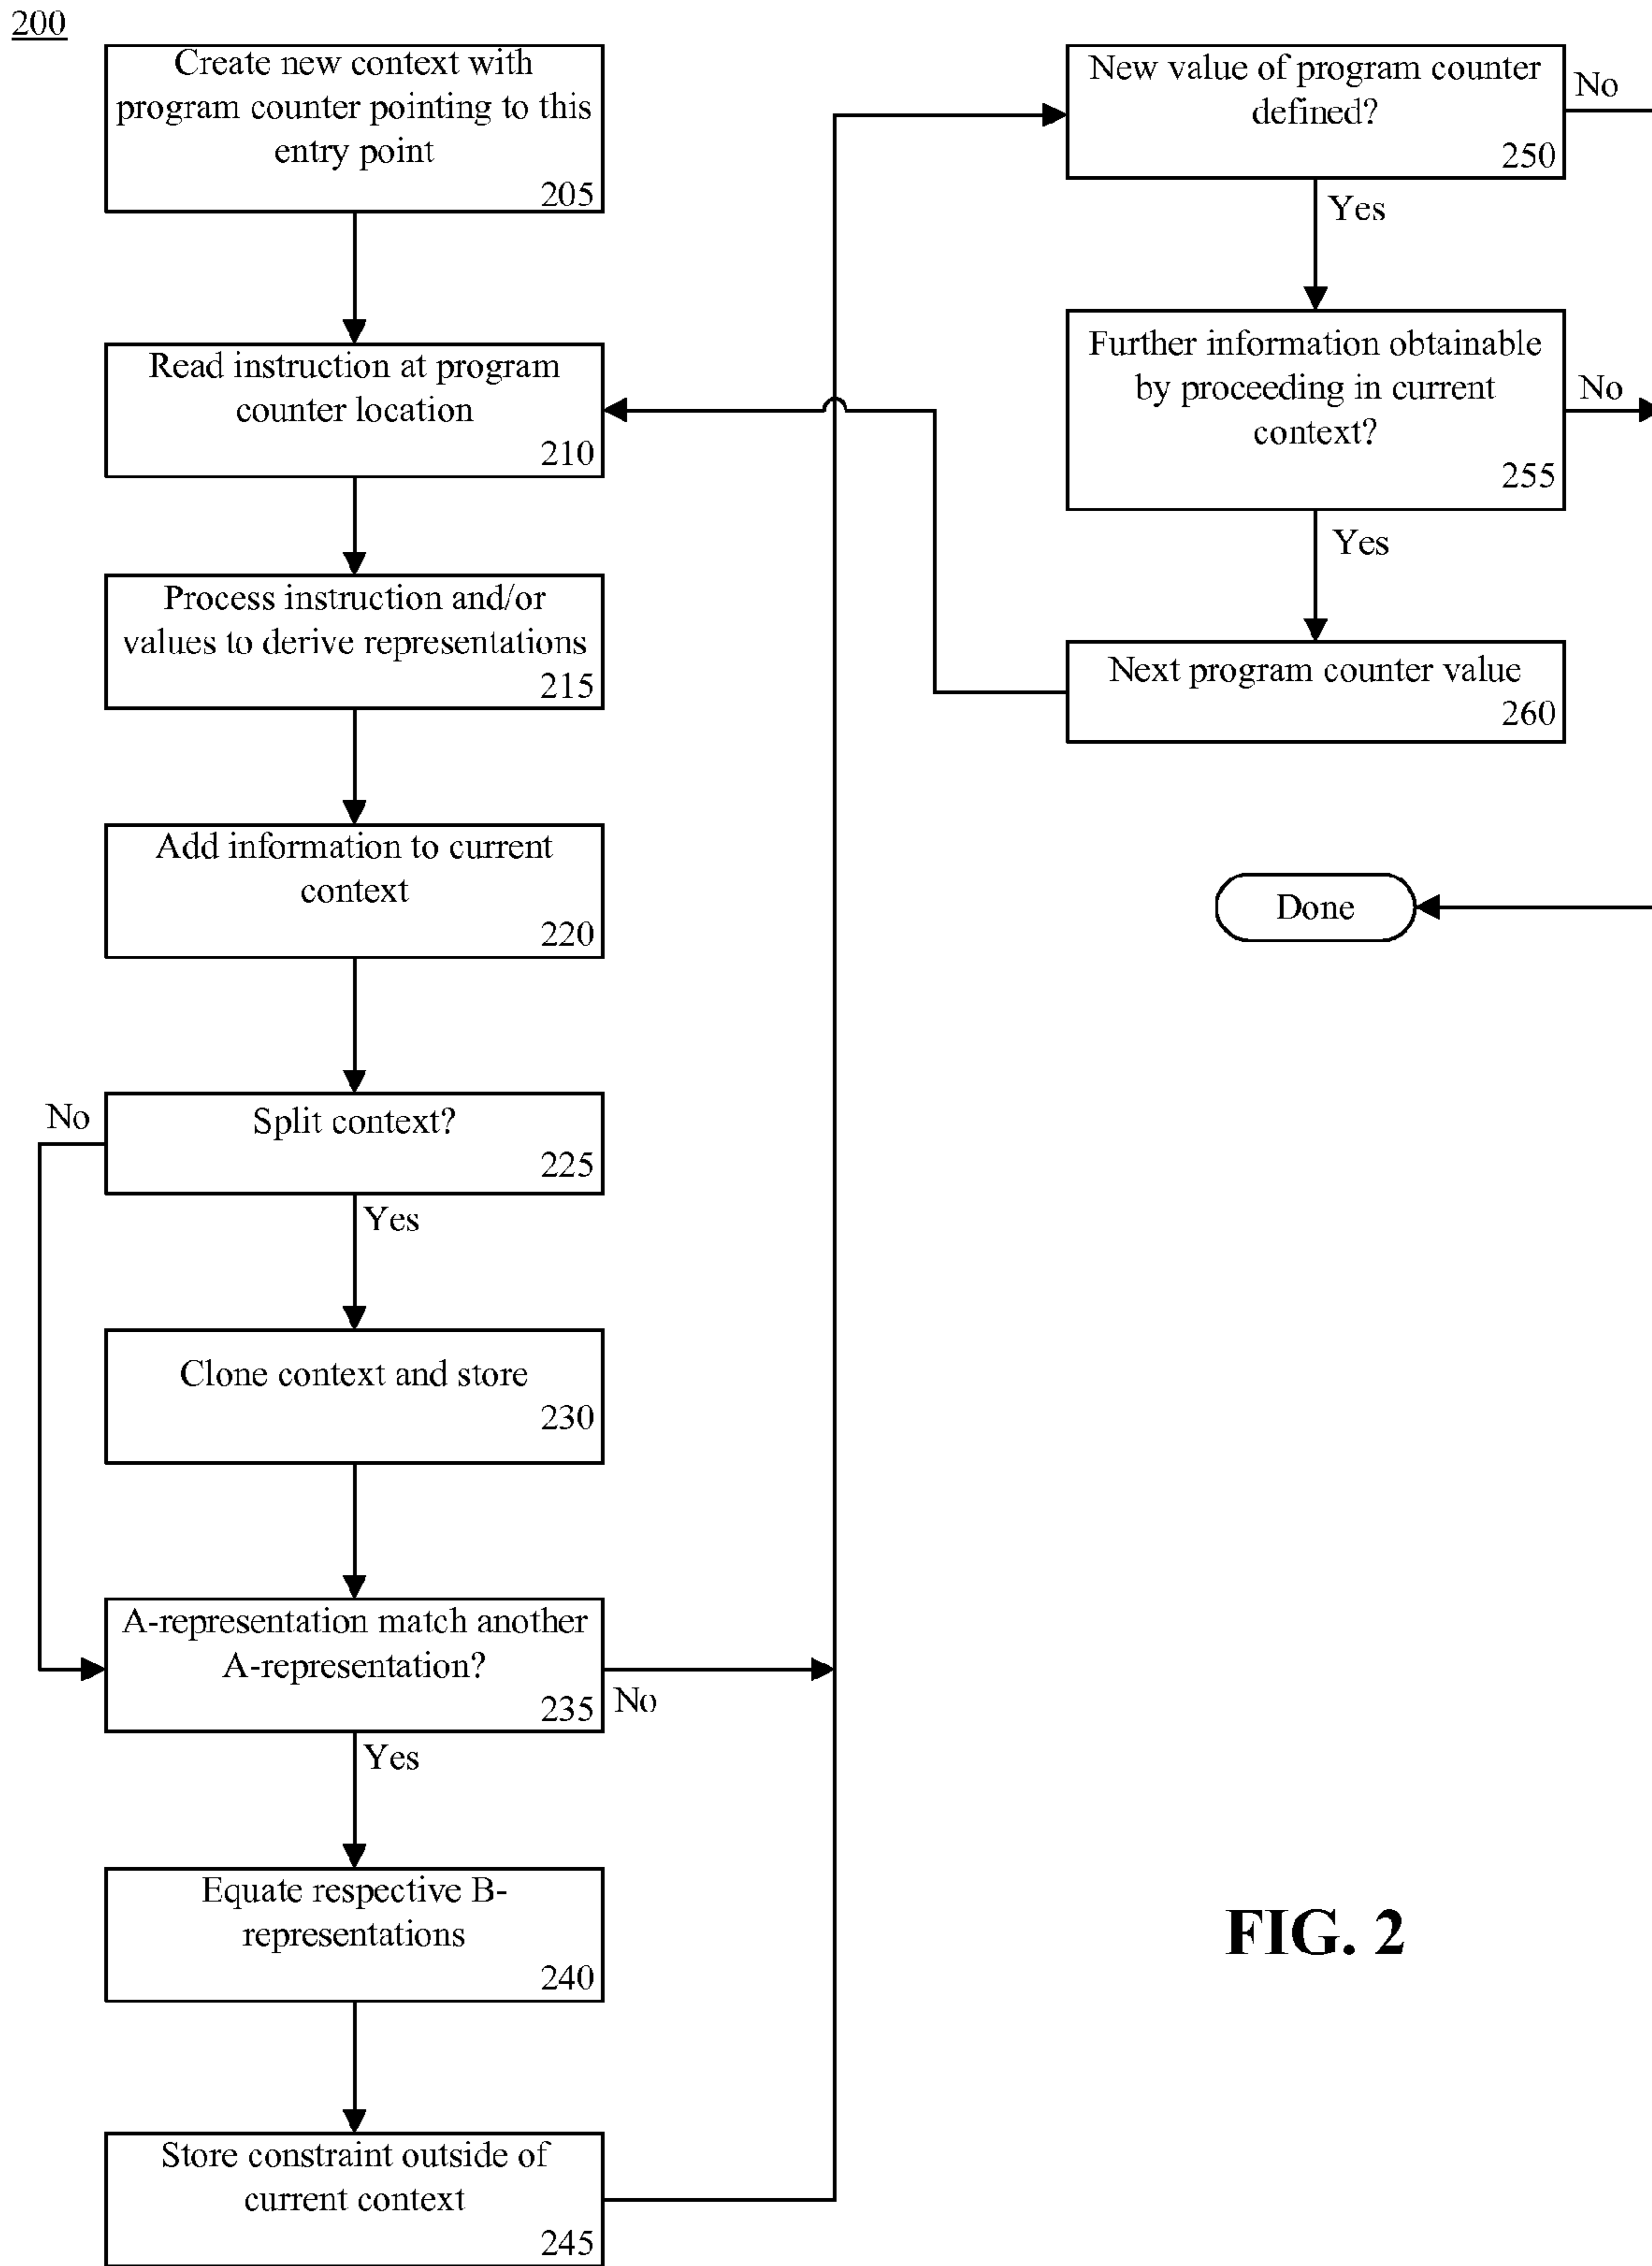 200
Create new context with
program counter pointing to this
entry point
205
Read instruction at program
counter location
210
Process instruction and/or
values to derive representations
215
Add information to current
context
220
No
Split context?
225
Yes
Clone context and store
230
A-representation match another
A-representation?
235
No
Yes
Equate respective B-
representations
240
Store constraint outside of
current context
245
New value of program counter
defined?
250
No
Yes
Further information obtainable
by proceeding in current
context?
255
No
Yes
Next program counter value
260
Done
FIG. 2